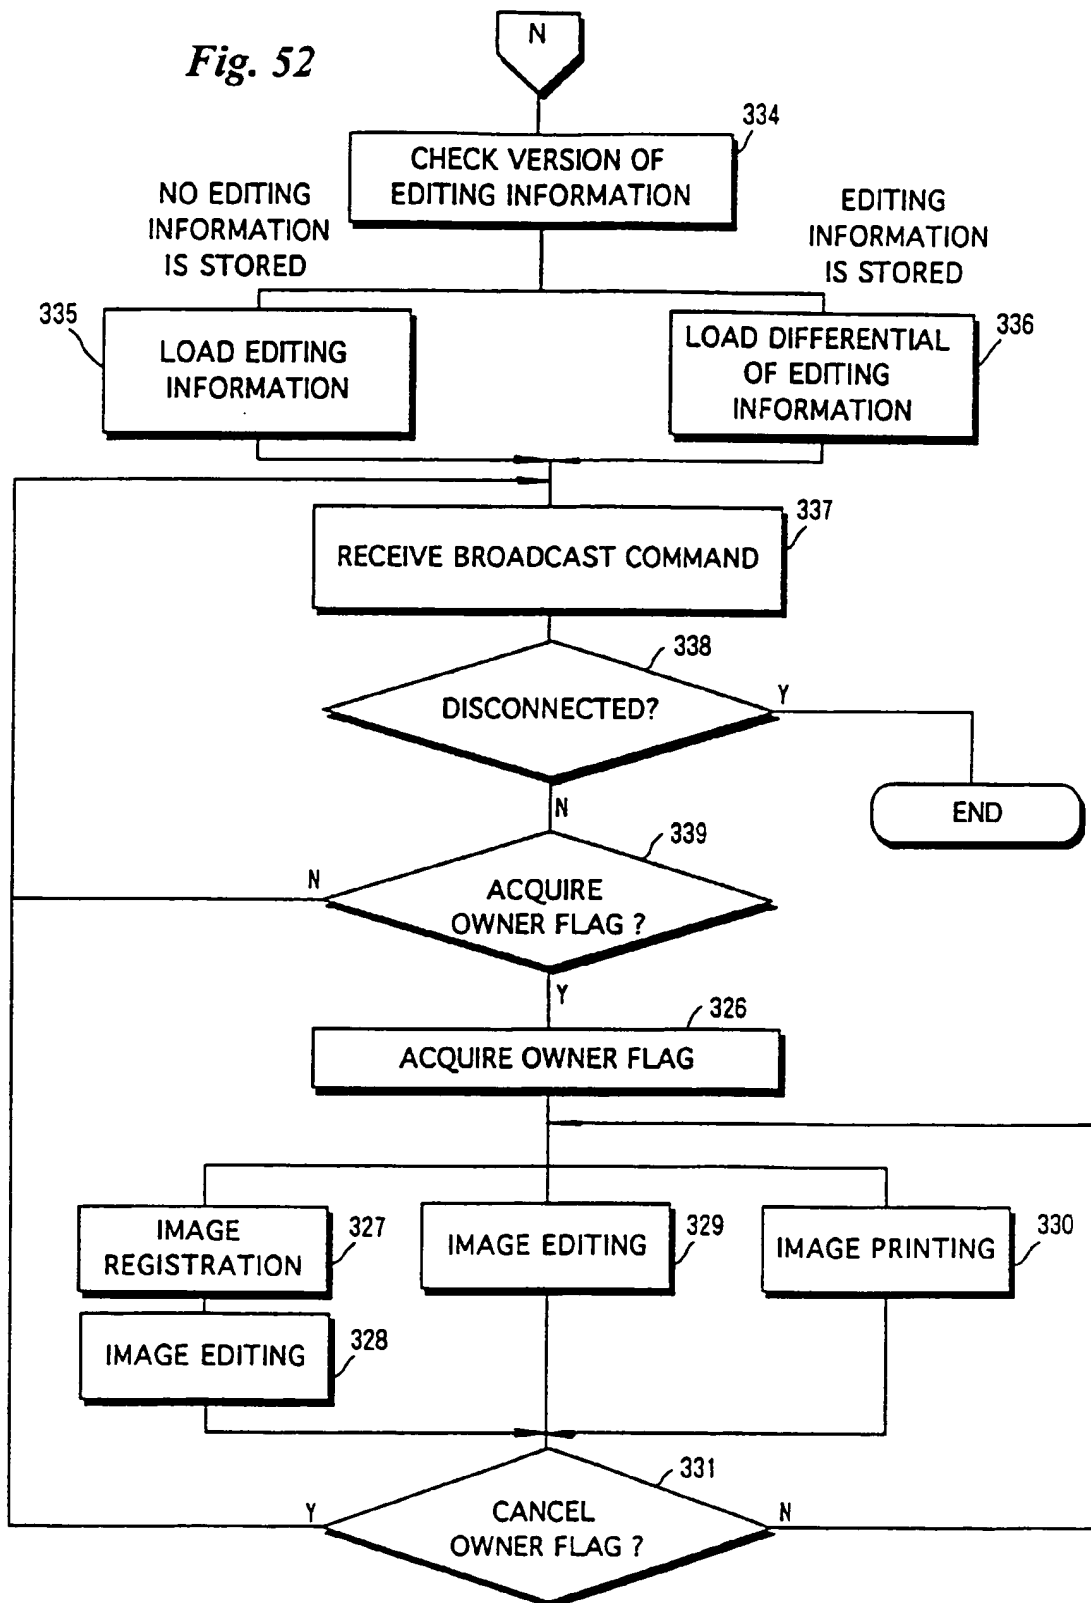 Fig. 52
N
334
CHECK VERSION OF
EDITING INFORMATION
NO EDITING
INFORMATION
IS STORED
EDITING
INFORMATION
IS STORED
335
LOAD EDITING
INFORMATION
336
LOAD DIFFERENTIAL
OF EDITING
INFORMATION
337
RECEIVE BROADCAST COMMAND
338
DISCONNECTED?
Y
N
END
339
N
ACQUIRE
OWNER FLAG ?
Y
326
ACQUIRE OWNER FLAG
IMAGE
REGISTRATION
327
IMAGE EDITING
329
IMAGE PRINTING
330
IMAGE EDITING
328
331
Y
CANCEL
OWNER FLAG ?
N